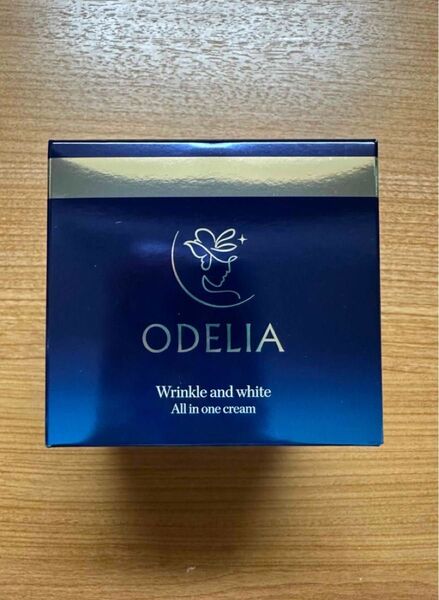 ODELIA
Wrinkle and white
All in one cream